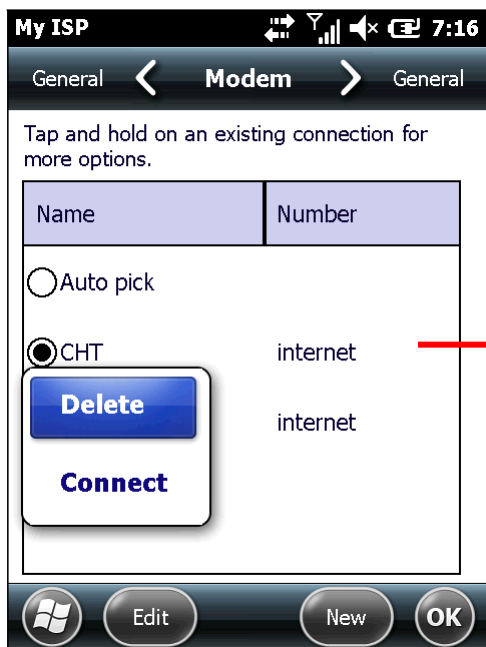 My ISP 7:16
General Modem General
Tap and hold on an existing connection for
more options.
Name Number
Auto pick
CHT internet
Delete
internet
Connect
Edit New OK